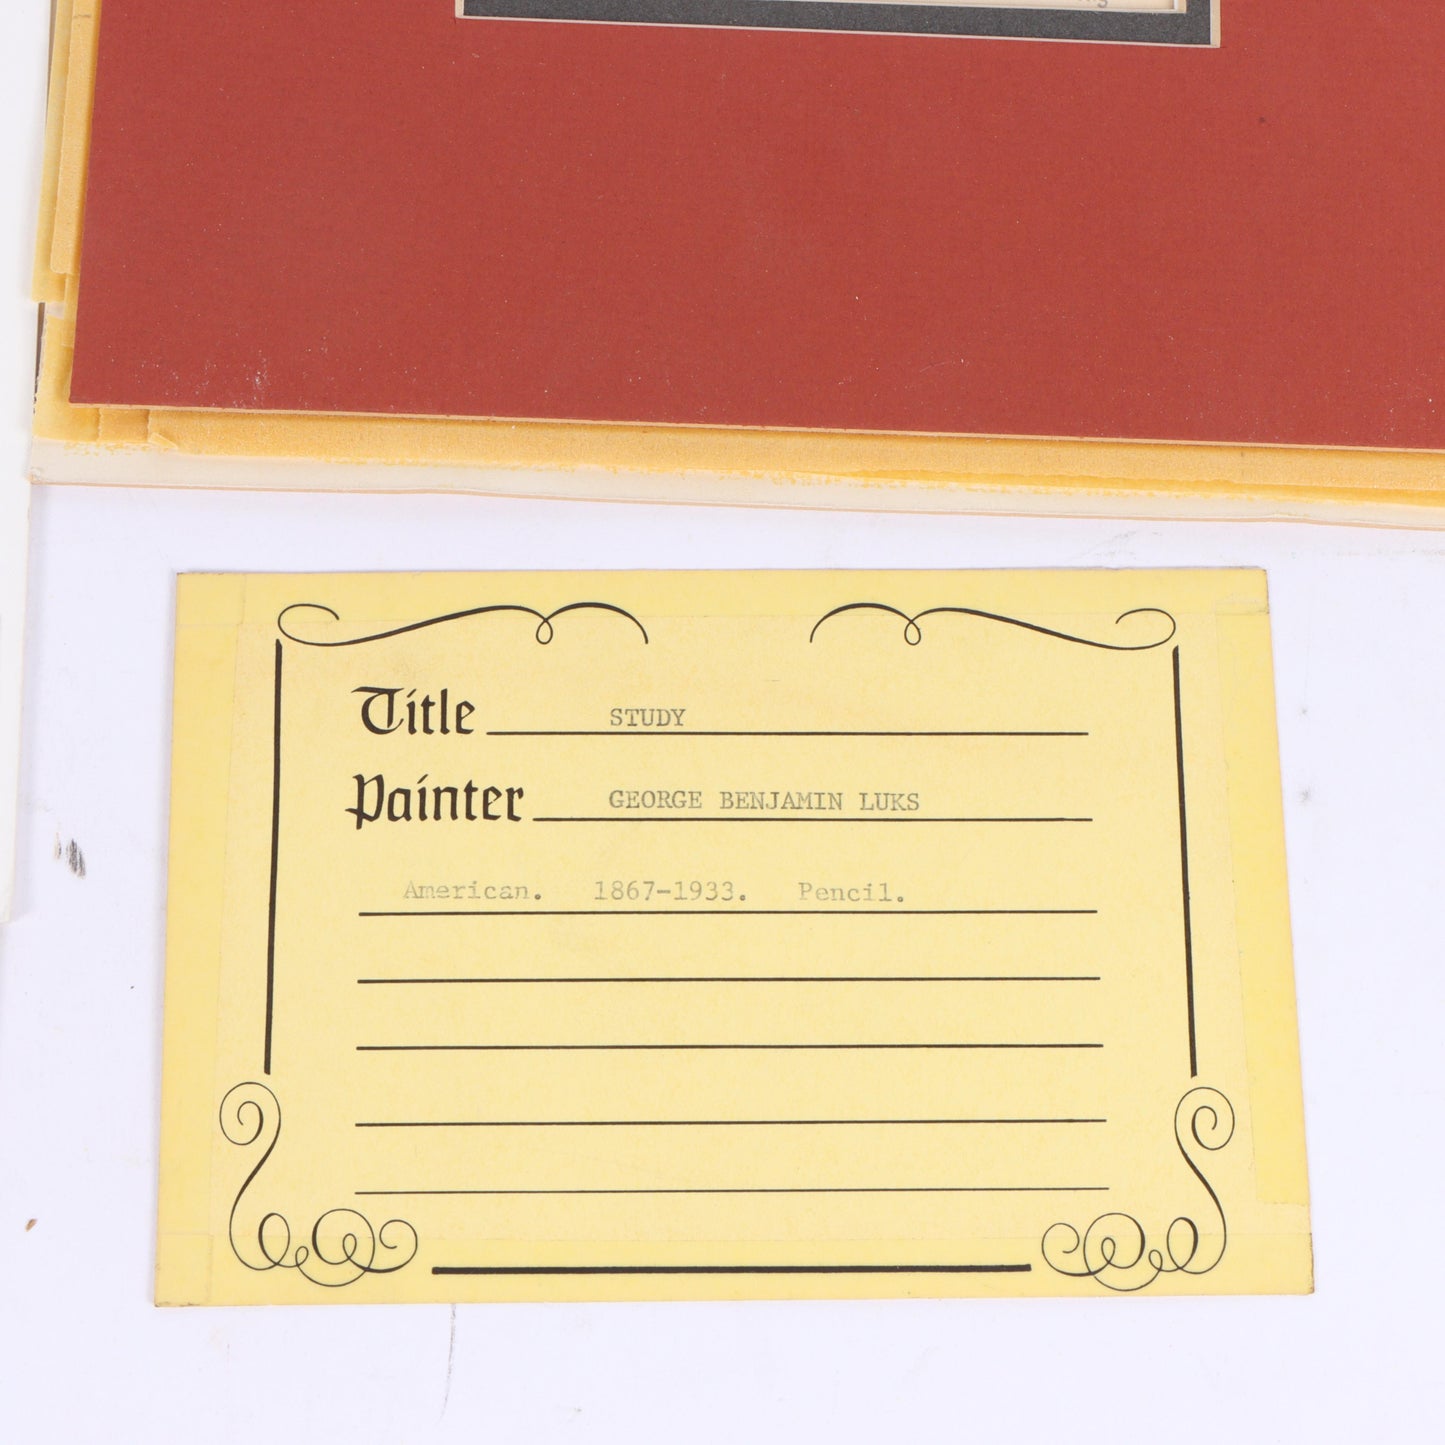 Title STUDY
Painter GEORGE BENJAMIN LUKS
American. 1867-1933. Pencil.